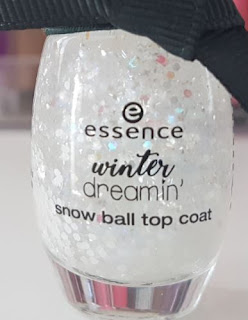 essence
winter
dreamin'
snow ball top coat